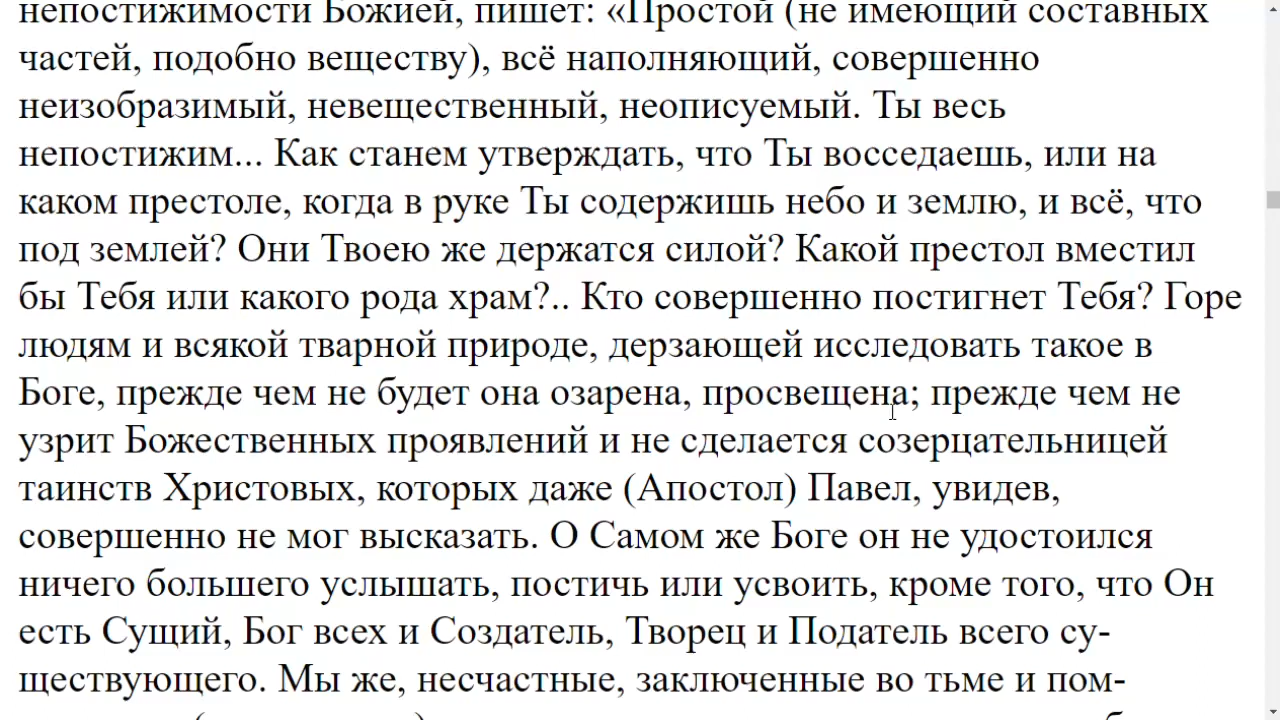 непостижимости Божией, пишет: «Простой (не имеющий составных
частей, подобно веществу), всё наполняющий, совершенно
неизобразимый, невещественный, неописуемый. Ты весь
непостижим... Как станем утверждать, что Ты восседаешь, или на
каком престоле, когда в руке Ты содержишь небо и землю, и всё, что
под землей? Они Твоею же держатся силой? Какой престол вместил
бы Тебя или какого рода храм?.. Кто совершенно постигнет Тебя? Горе
людям и всякой тварной природе, дерзающей исследовать такое в
Боге, прежде чем не будет она озарена, просвещена; прежде чем не
узрит Божественных проявлений и не сделается созерцательницей
таинств Христовых, которых даже (Апостол) Павел, увидев,
совершенно не мог высказать. О Самом же Боге он не удостоился
ничего большего услышать, постичь или усвоить, кроме того, что Он
есть Сущий, Бог всех и Создатель, Творец и Податель всего су-
ществующего. Мы же, несчастные, заключенные во тьме и пом-